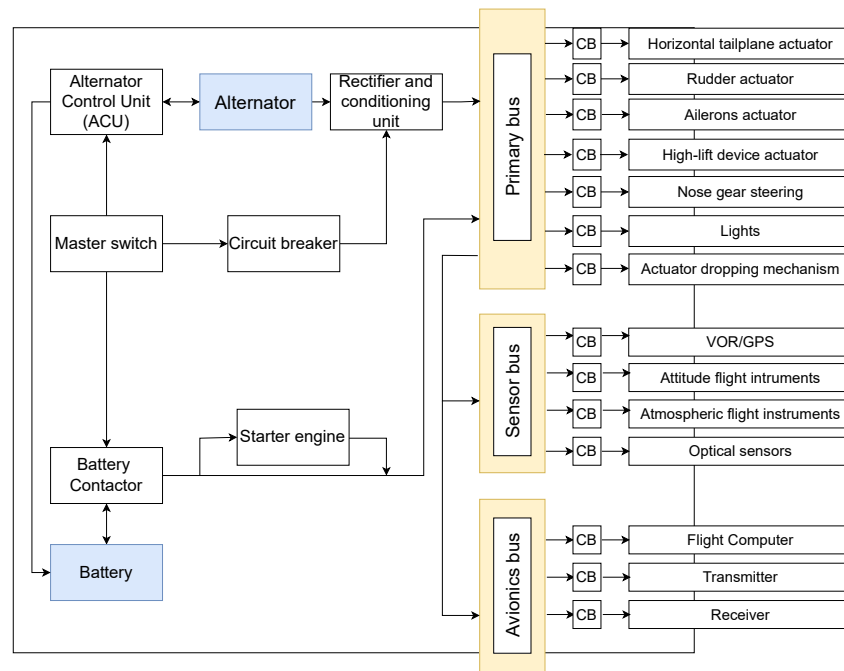 Alternator
Control Unit
(ACU)
Alternator
Rectifier and
conditioning
unit
Master switch
Circuit breaker
Starter engine
Battery
Contactor
Battery
Primary bus
CB
Horizontal tailplane actuator
CB
Rudder actuator
CB
Ailerons actuator
CB
High-lift device actuator
CB
Nose gear steering
CB
Lights
CB
Actuator dropping mechanism
Sensor bus
CB
VOR/GPS
CB
Attitude flight intruments
CB
Atmospheric flight instruments
CB
Optical sensors
Avionics bus
CB
Flight Computer
CB
Transmitter
CB
Receiver